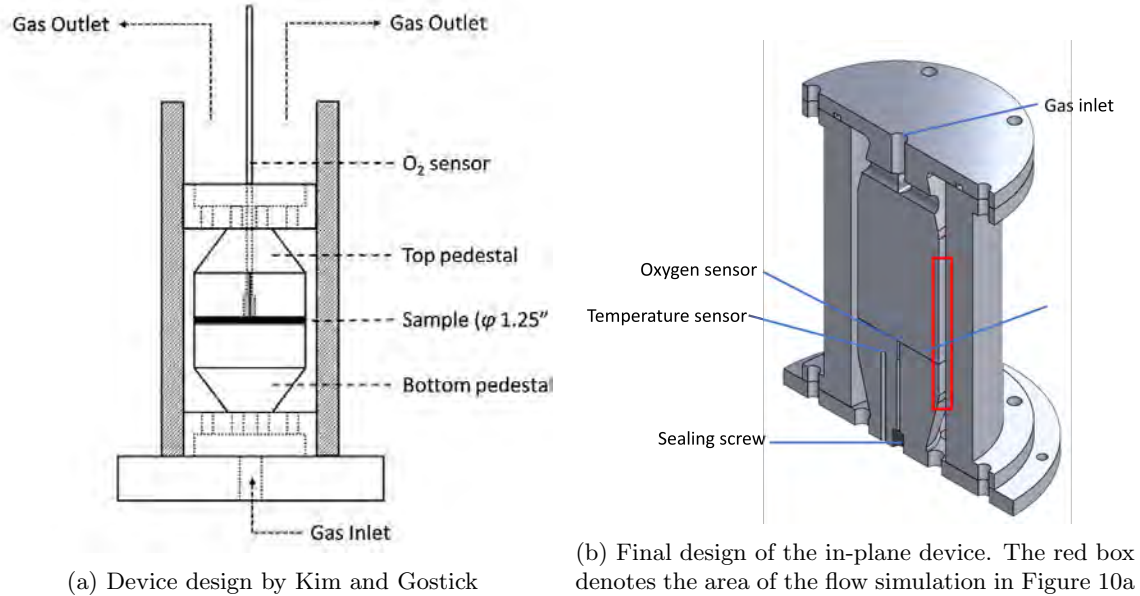 Gas Outlet
Gas Outlet
O₂ sensor
Top pedestal
Sample (φ 1.25"
Bottom pedestal
Gas Inlet
(a) Device design by Kim and Gostick
Gas inlet
Oxygen sensor
Temperature sensor
Sealing screw
(b) Final design of the in-plane device. The red box
denotes the area of the flow simulation in Figure 10a